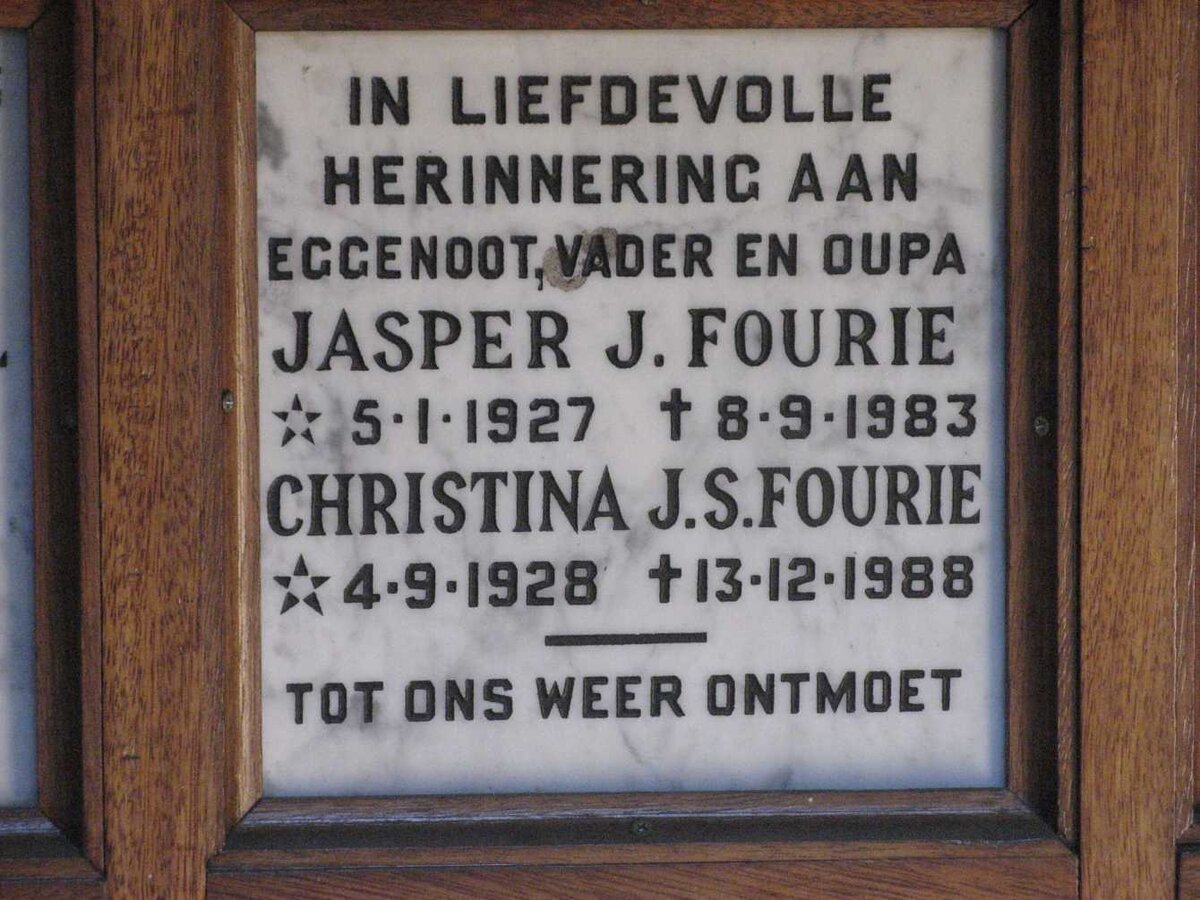 IN LIEFDEVOLLE
HERINNERING AAN
EGGENOOT, VADER EN OUPA
JASPER J. FOURIE
☆ 5·1·1927 † 8·9·1983
CHRISTINA J.S. FOURIE
☆ 4·9·1928 † 13·12·1988
TOT ONS WEER ONTMOET